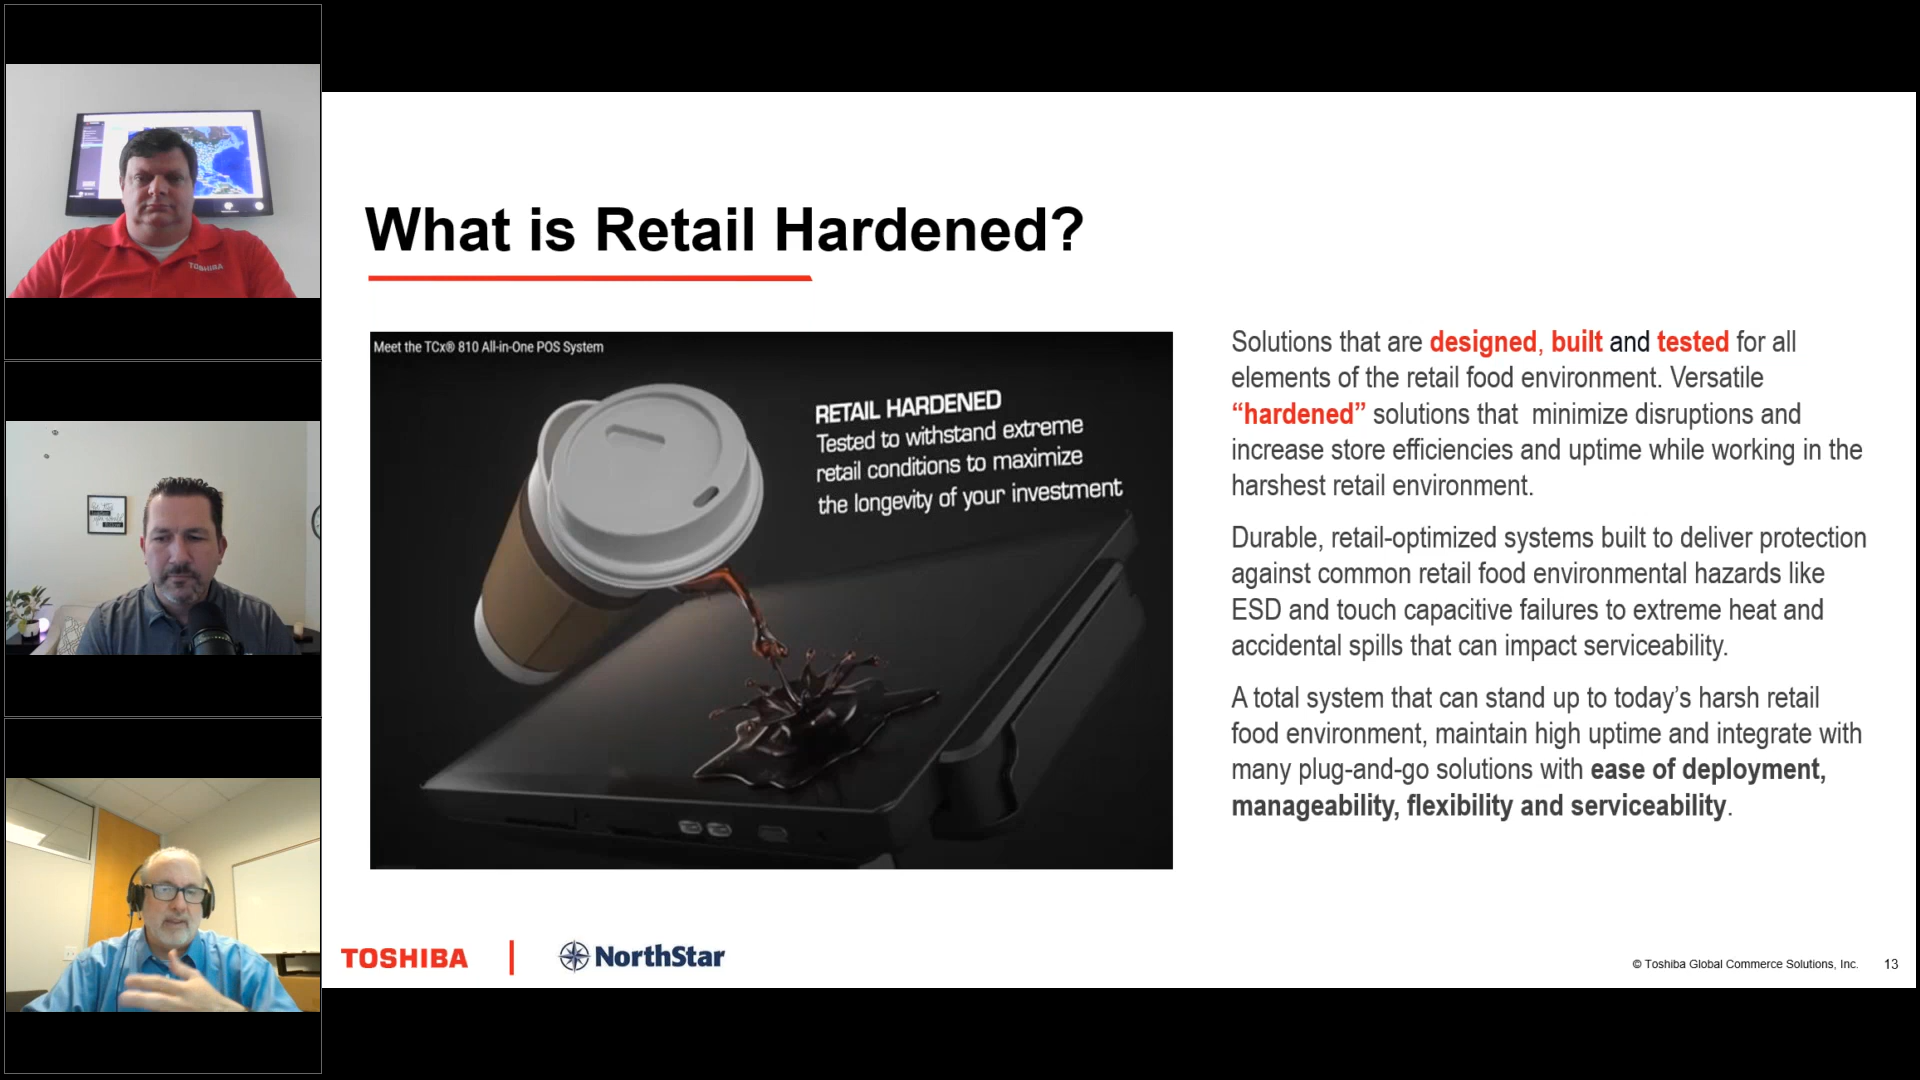 TOSHIBA
What is Retail Hardened?
Meet the TCx® 810 All-in-One POS System
RETAIL HARDENED
Tested to withstand extreme
retail conditions to maximize
the longevity of your investment
Solutions that are designed, built and tested for all
elements of the retail food environment. Versatile
“hardened” solutions that minimize disruptions and
increase store efficiencies and uptime while working in the
harshest retail environment.
Durable, retail-optimized systems built to deliver protection
against common retail food environmental hazards like
ESD and touch capacitive failures to extreme heat and
accidental spills that can impact serviceability.
A total system that can stand up to today’s harsh retail
food environment, maintain high uptime and integrate with
many plug-and-go solutions with ease of deployment,
manageability, flexibility and serviceability.
TOSHIBA
NorthStar
© Toshiba Global Commerce Solutions, Inc.
13